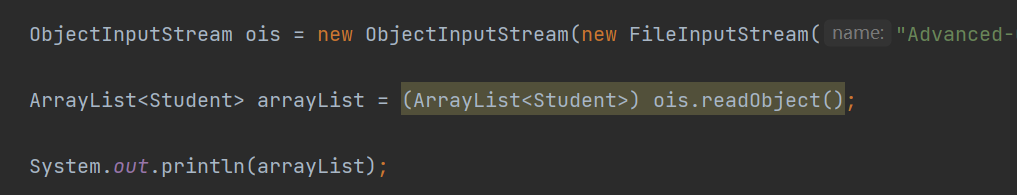 ObjectInputStream ois = new ObjectInputStream(new FileInputStream( name: "Advanced-
ArrayList<Student> arrayList = (ArrayList<Student>) ois.readObject();
System.out.println(arrayList);